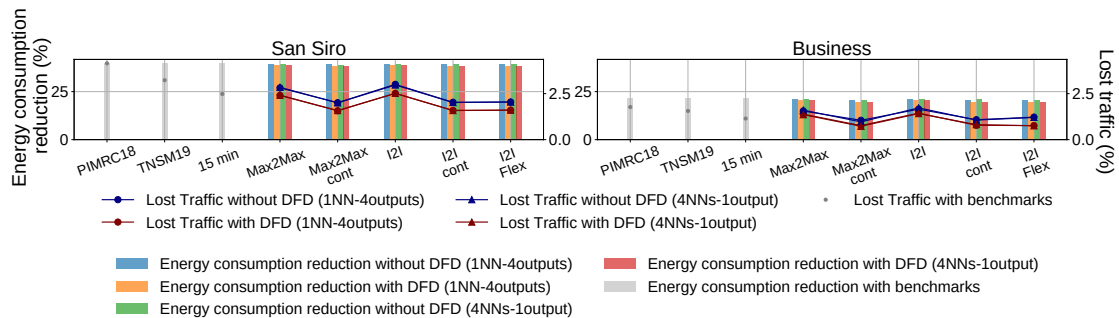 San Siro
Business
Energy consumption
reduction (%)
25
0
2.5
0.0
25
0
2.5
0.0
Lost traffic (%)
PIMRC18
TNSM19
15 min
Max2Max
Max2Max
cont
I2I
I2I
cont
I2I
Flex
PIMRC18
TNSM19
15 min
Max2Max
Max2Max
cont
I2I
I2I
cont
I2I
Flex
Lost Traffic without DFD (1NN-4outputs)
Lost Traffic without DFD (4NNs-1output)
Lost Traffic with benchmarks
Lost Traffic with DFD (1NN-4outputs)
Lost Traffic with DFD (4NNs-1output)
Energy consumption reduction without DFD (1NN-4outputs)
Energy consumption reduction with DFD (4NNs-1output)
Energy consumption reduction with DFD (1NN-4outputs)
Energy consumption reduction with benchmarks
Energy consumption reduction without DFD (4NNs-1output)